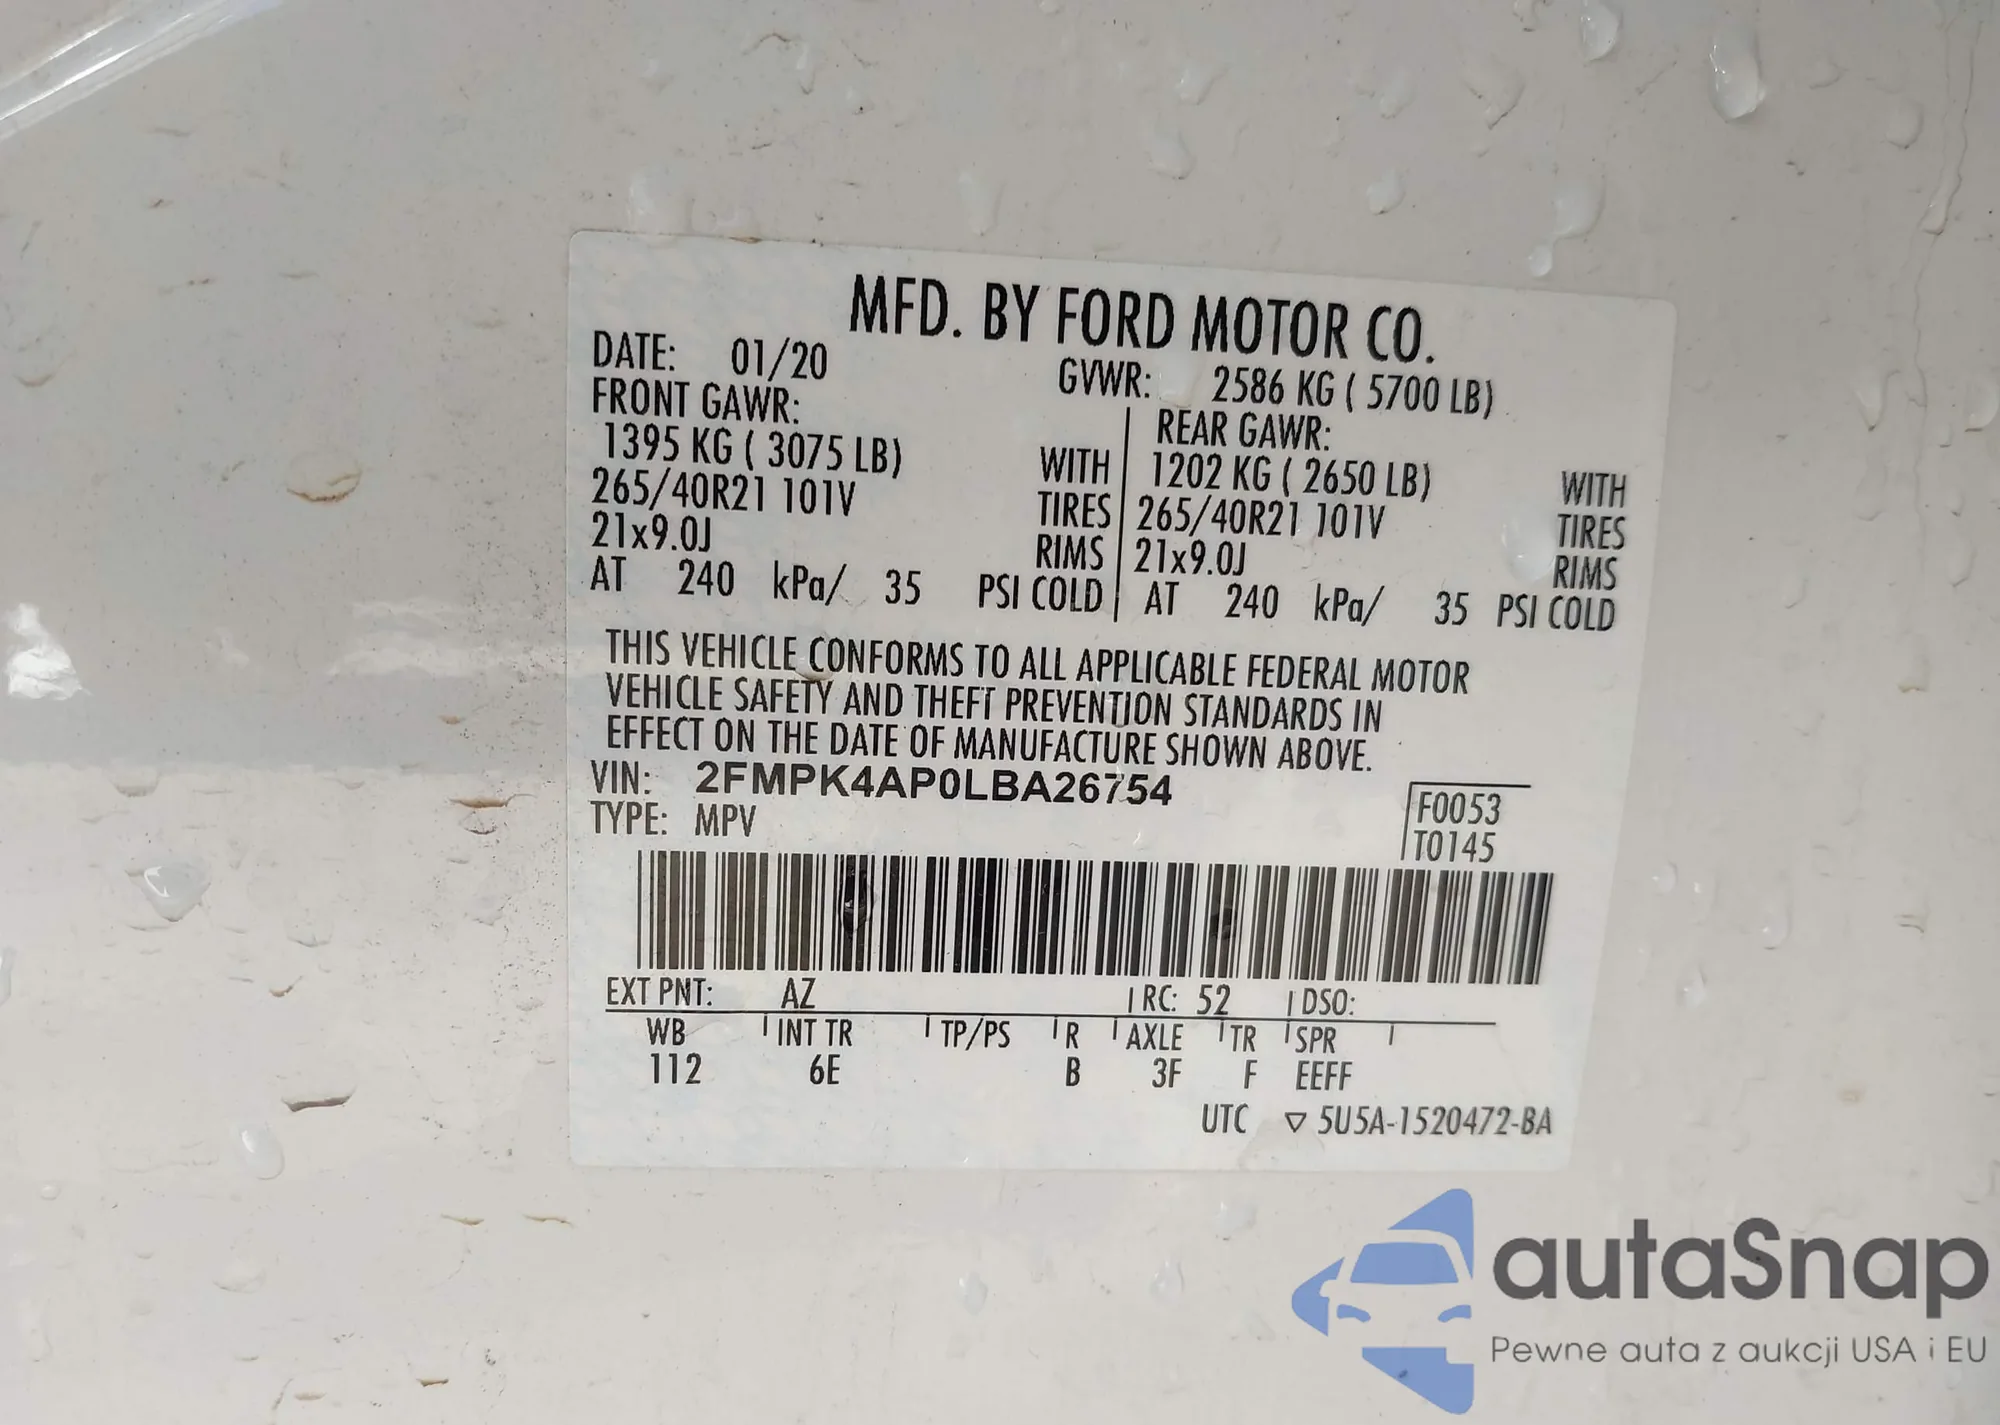 MFD. BY FORD MOTOR CO.
DATE: 01/20 GVWR: 2586 KG ( 5700 LB)
FRONT GAWR: REAR GAWR:
1395 KG ( 3075 LB) WITH 1202 KG ( 2650 LB) WITH
265/40R21 101V TIRES 265/40R21 101V TIRES
21x9.0J RIMS 21x9.0J RIMS
AT 240 kPa/ 35 PSI COLD AT 240 kPa/ 35 PSI COLD
THIS VEHICLE CONFORMS TO ALL APPLICABLE FEDERAL MOTOR
VEHICLE SAFETY AND THEFT PREVENTION STANDARDS IN
EFFECT ON THE DATE OF MANUFACTURE SHOWN ABOVE.
VIN: 2FMPK4AP0LBA26754
TYPE: MPV
F0053
T0145
EXT PNT: AZ RC: 52 DSO:
WB INT TR TP/PS R AXLE TR SPR
112 6E B 3F F EEFF
UTC ▽ 5U5A-1520472-BA
autaSnap
Pewne auta z aukcji USA i EU